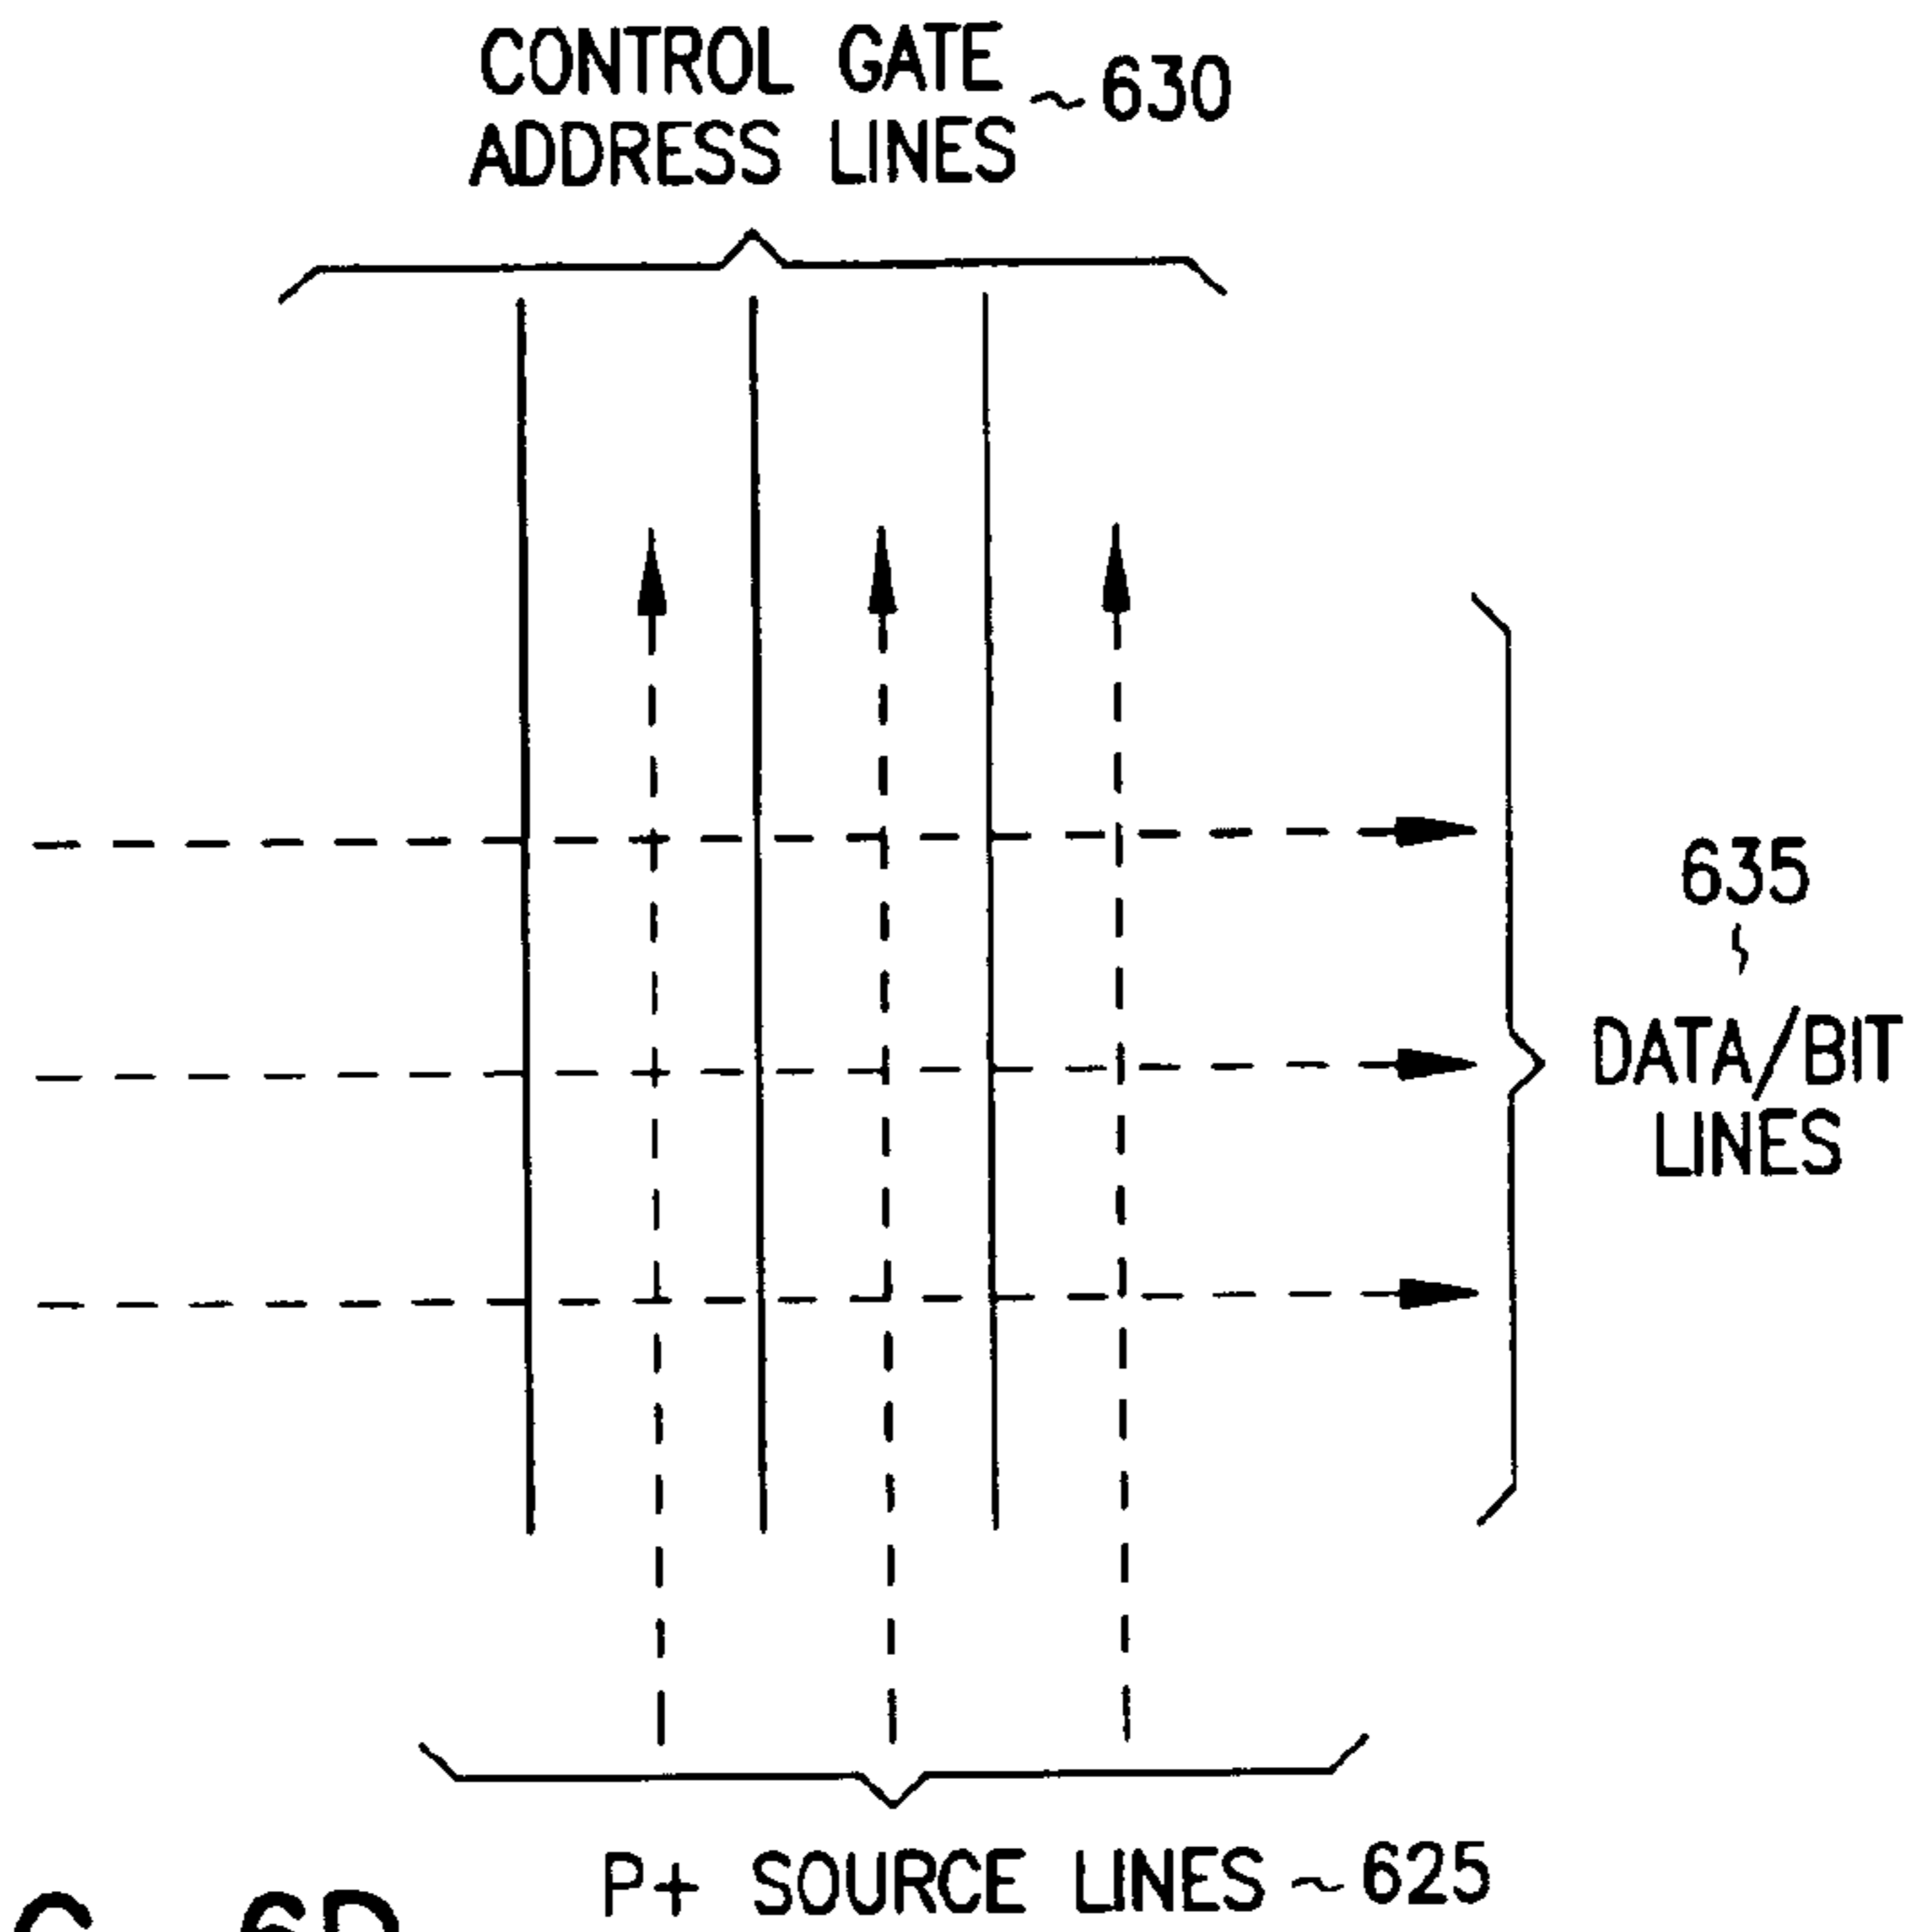 CONTROL GATE
ADDRESS LINES ~630
635
DATA/BIT
LINES
P+ SOURCE LINES ~625